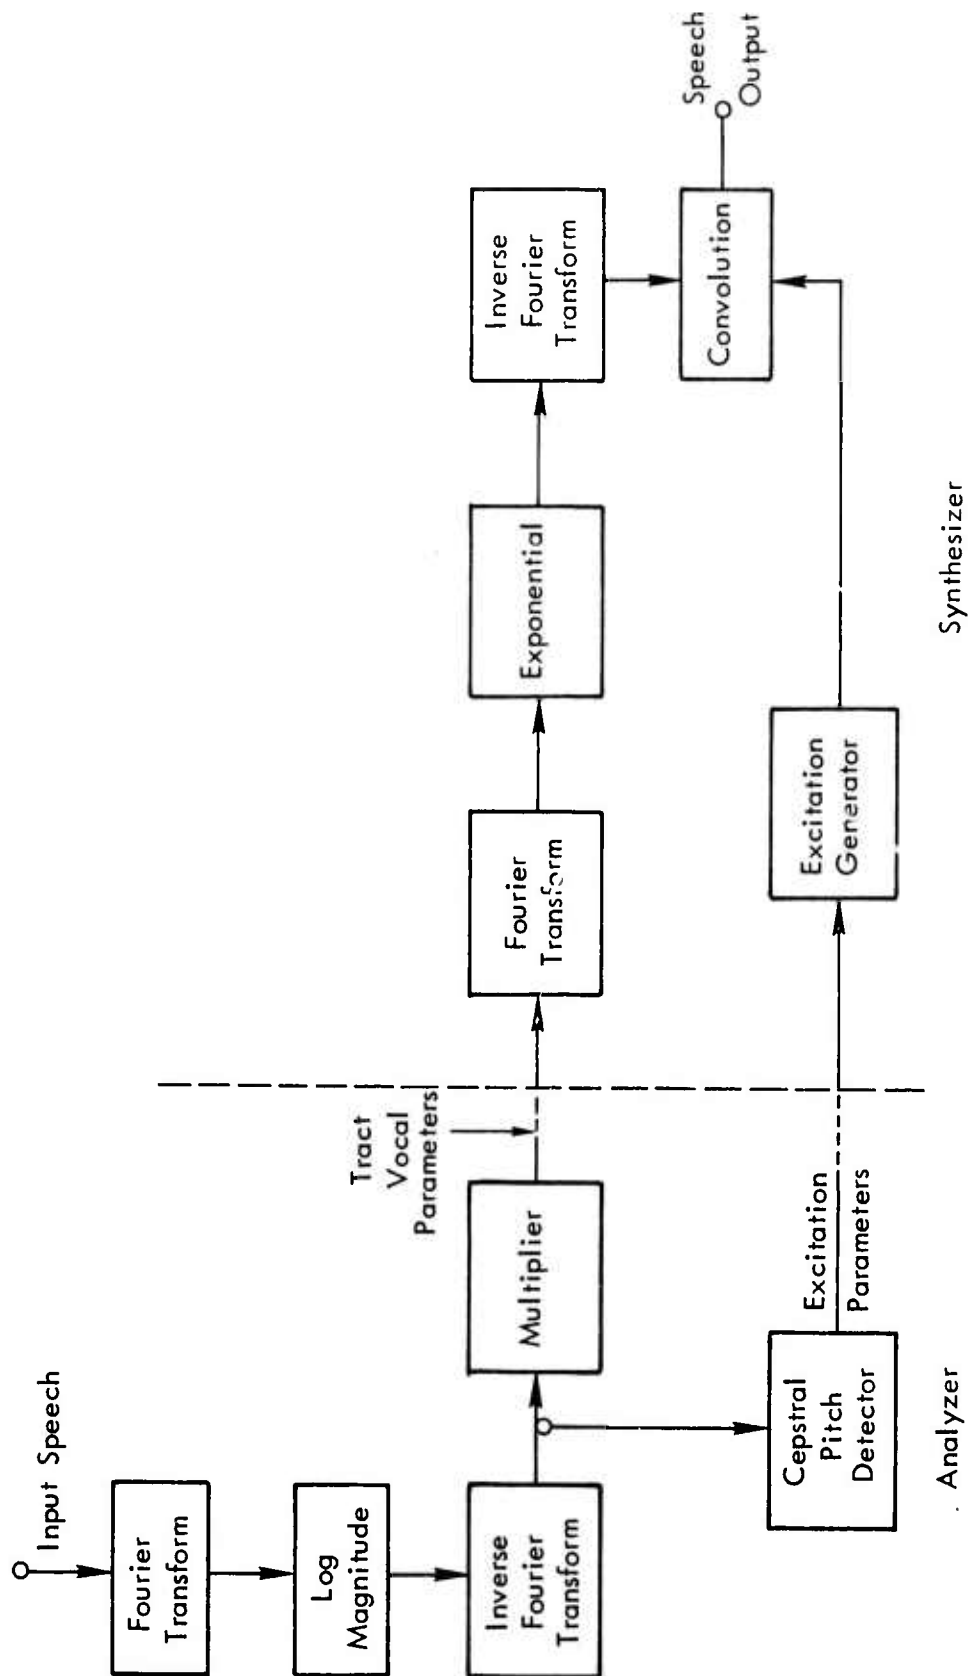 Input Speech
Fourier
Transform
Log
Magnitude
Inverse
Fourier
Transform
Multiplier
Tract
Vocal
Parameters
Cepstral
Pitch
Detector
Excitation
Parameters
Analyzer
Fourier
Transform
Exponential
Inverse
Fourier
Transform
Excitation
Generator
Convolution
Speech
Output
Synthesizer